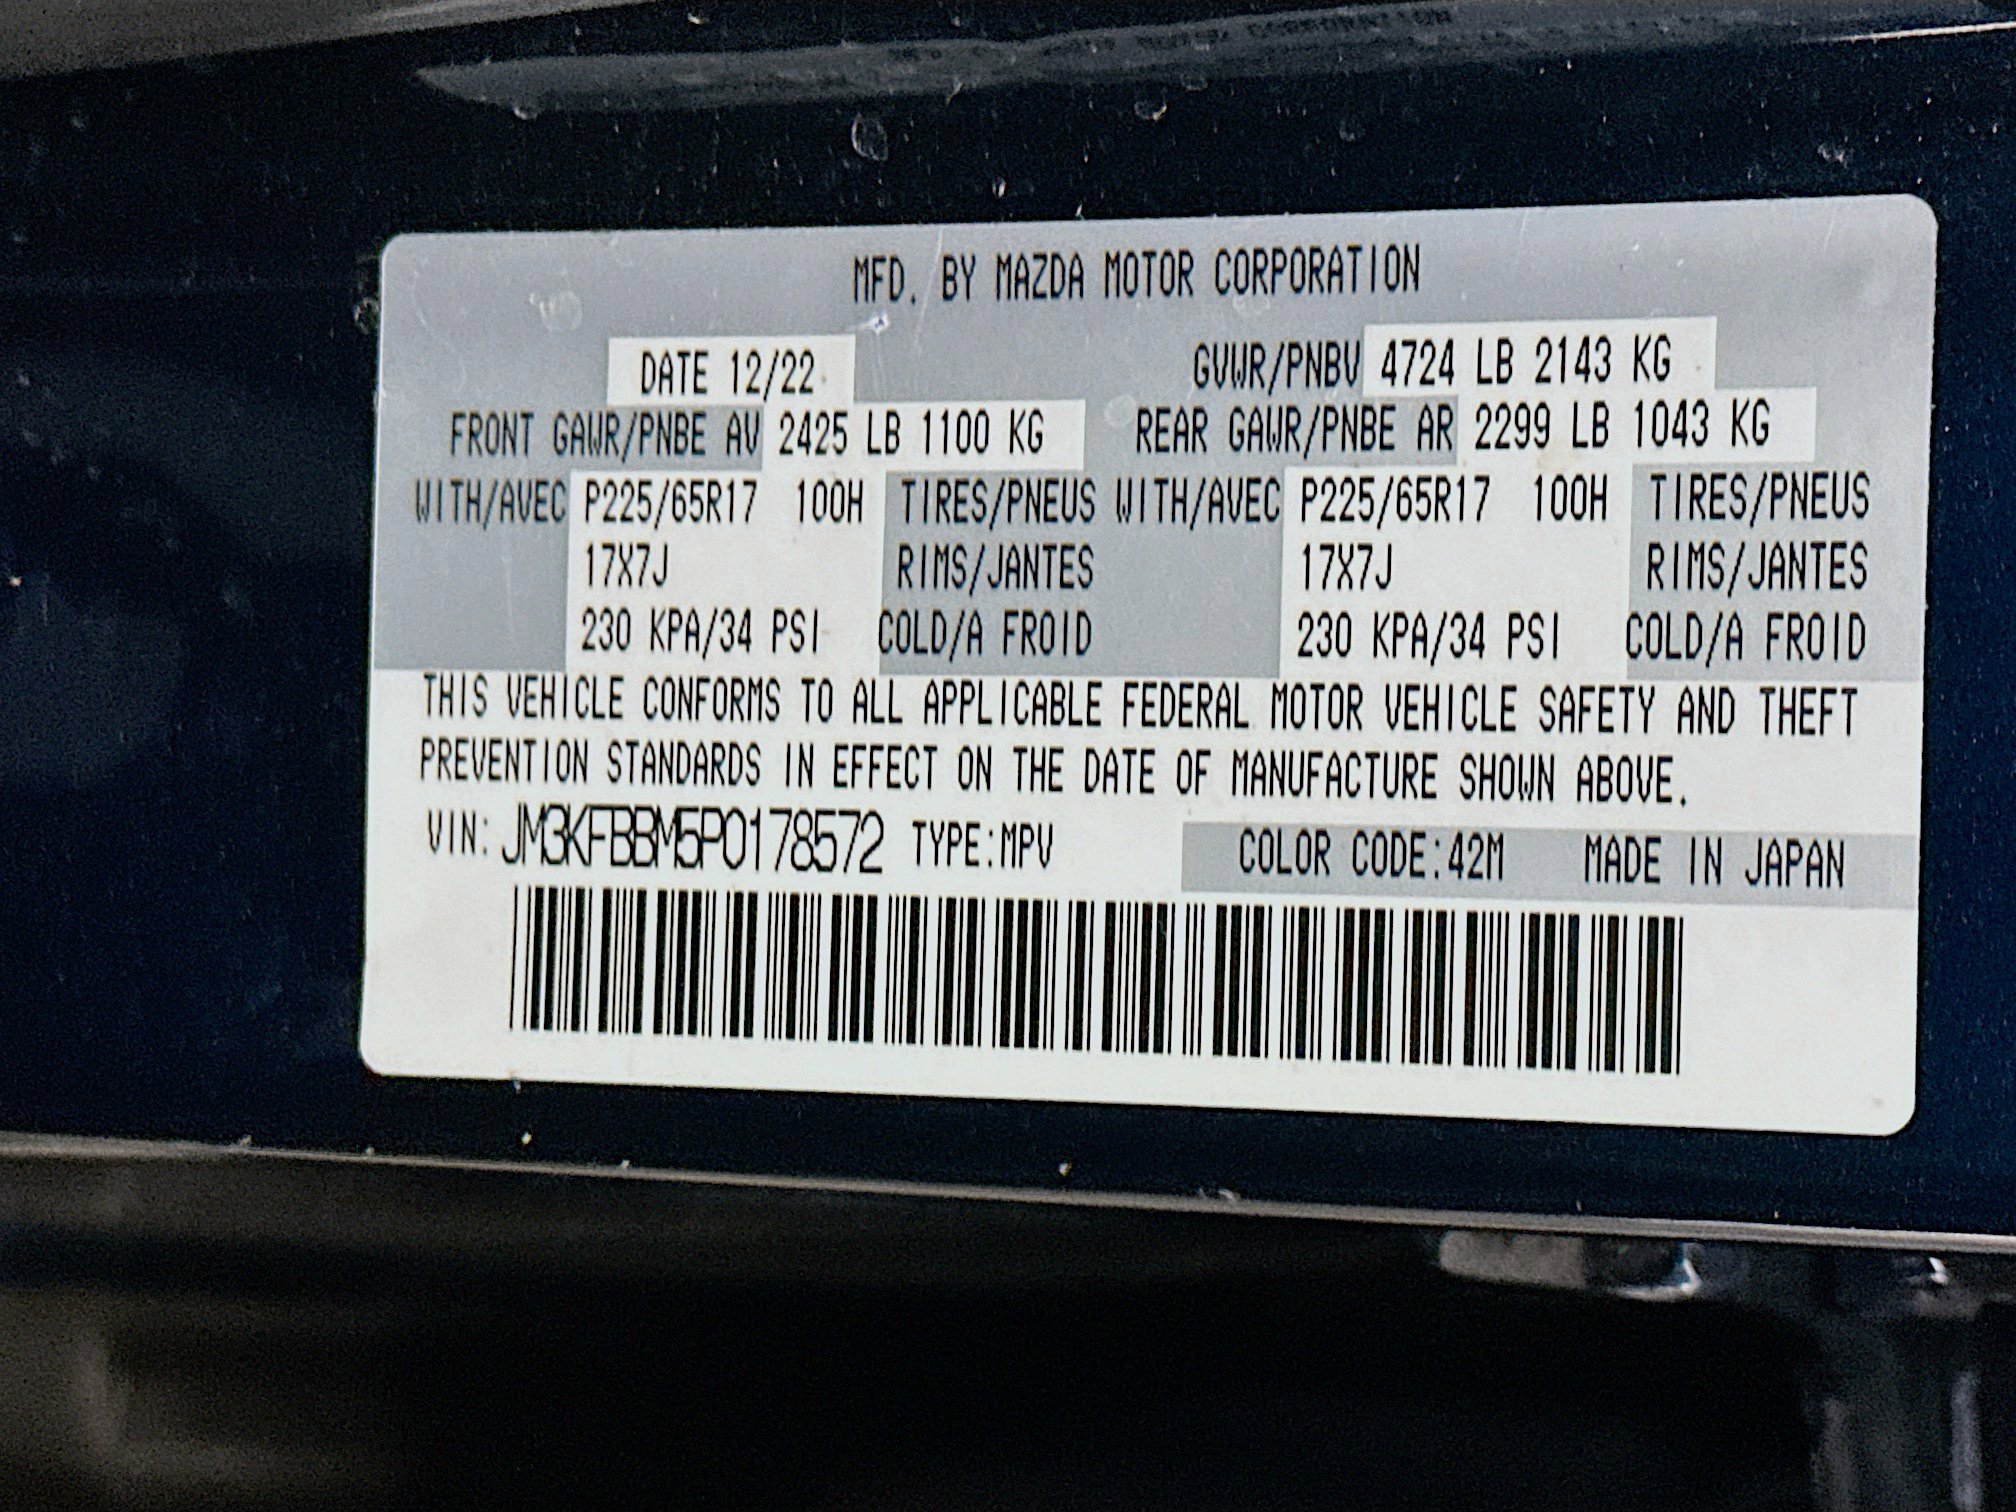 MFD. BY MAZDA MOTOR CORPORATION
DATE 12/22 GVWR/PNBV 4724 LB 2143 KG
FRONT GAWR/PNBE AV 2425 LB 1100 KG REAR GAWR/PNBE AR 2299 LB 1043 KG
WITH/AVEC P225/65R17 100H TIRES/PNEUS WITH/AVEC P225/65R17 100H TIRES/PNEUS
17X7J RIMS/JANTES 17X7J RIMS/JANTES
230 KPA/34 PSI COLD/A FROID 230 KPA/34 PSI COLD/A FROID
THIS VEHICLE CONFORMS TO ALL APPLICABLE FEDERAL MOTOR VEHICLE SAFETY AND THEFT
PREVENTION STANDARDS IN EFFECT ON THE DATE OF MANUFACTURE SHOWN ABOVE.
VIN: JM3KFBBM5P0178572 TYPE:MPV COLOR CODE:42M MADE IN JAPAN